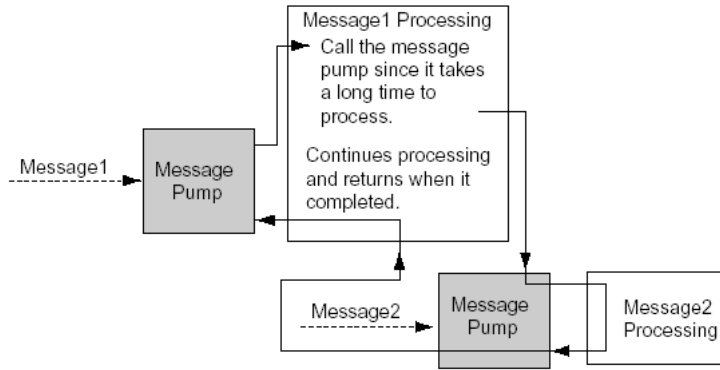 Message1 Processing
Call the message
pump since it takes
a long time to
process.
Continues processing
and returns when it
completed.
Message1
Message
Pump
Message2
Message
Pump
Message2
Processing